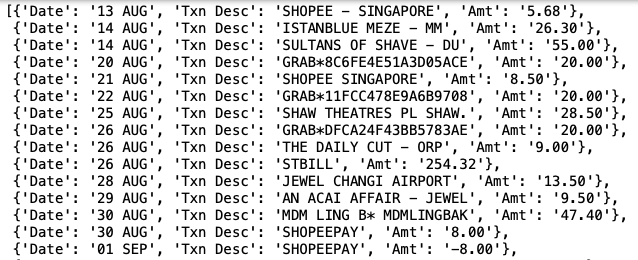 [{'Date': '13 AUG', 'Txn Desc': 'SHOPEE – SINGAPORE', 'Amt': '5.68'},
{'Date': '14 AUG', 'Txn Desc': 'ISTANBLUE MEZE – MM', 'Amt': '26.30'},
{'Date': '14 AUG', 'Txn Desc': 'SULTANS OF SHAVE – DU', 'Amt': '55.00'},
{'Date': '20 AUG', 'Txn Desc': 'GRAB*8C6FE4E51A3D05ACE', 'Amt': '20.00'},
{'Date': '21 AUG', 'Txn Desc': 'SHOPEE SINGAPORE', 'Amt': '8.50'},
{'Date': '22 AUG', 'Txn Desc': 'GRAB*11FCC478E9A6B9708', 'Amt': '20.00'},
{'Date': '25 AUG', 'Txn Desc': 'SHAW THEATRES PL SHAW.', 'Amt': '28.50'},
{'Date': '26 AUG', 'Txn Desc': 'GRAB*DFCA24F43BB5783AE', 'Amt': '20.00'},
{'Date': '26 AUG', 'Txn Desc': 'THE DAILY CUT – ORP', 'Amt': '9.00'},
{'Date': '26 AUG', 'Txn Desc': 'STBILL', 'Amt': '254.32'},
{'Date': '28 AUG', 'Txn Desc': 'JEWEL CHANGI AIRPORT', 'Amt': '13.50'},
{'Date': '29 AUG', 'Txn Desc': 'AN ACAI AFFAIR – JEWEL', 'Amt': '9.50'},
{'Date': '30 AUG', 'Txn Desc': 'MDM LING B* MDMLINGBAK', 'Amt': '47.40'},
{'Date': '30 AUG', 'Txn Desc': 'SHOPEEPAY', 'Amt': '8.00'},
{'Date': '01 SEP', 'Txn Desc': 'SHOPEEPAY', 'Amt': '-8.00'},